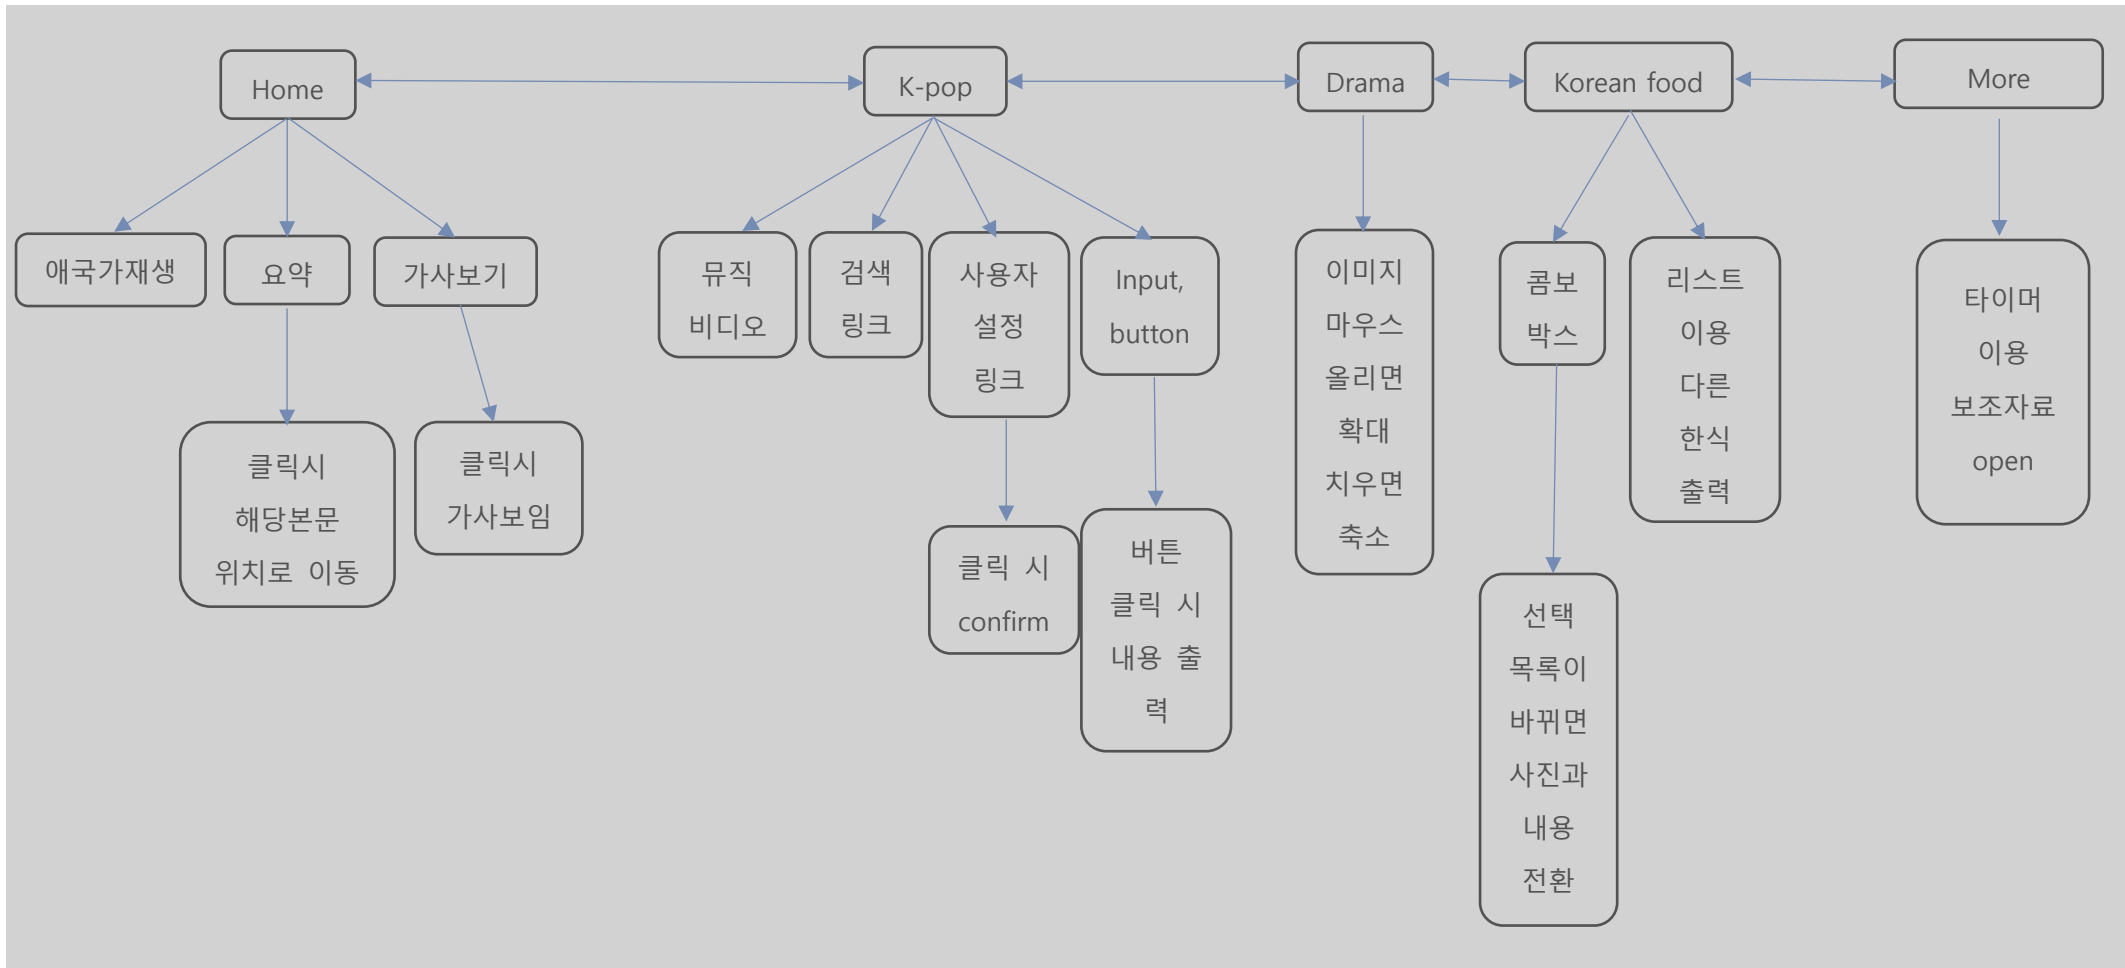 Home
K-pop
Drama
Korean food
More
애국가재생
요약
가사보기
뮤직
비디오
검색
링크
사용자
설정
링크
Input,
button
이미지
마우스
올리면
확대
치우면
축소
콤보
박스
리스트
이용
다른
한식
출력
타이머
이용
보조자료
open
클릭시
해당본문
위치로 이동
클릭시
가사보임
클릭 시
confirm
버튼
클릭 시
내용 출
력
선택
목록이
바뀌면
사진과
내용
전환